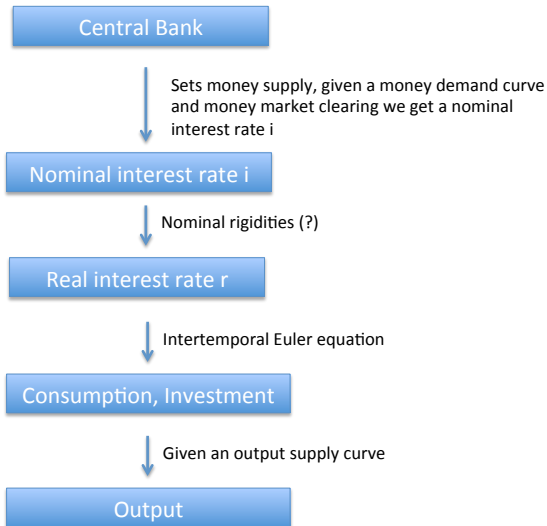 Central Bank
Sets money supply, given a money demand curve
and money market clearing we get a nominal
interest rate i
Nominal interest rate i
Nominal rigidities (?)
Real interest rate r
Intertemporal Euler equation
Consumption, Investment
Given an output supply curve
Output